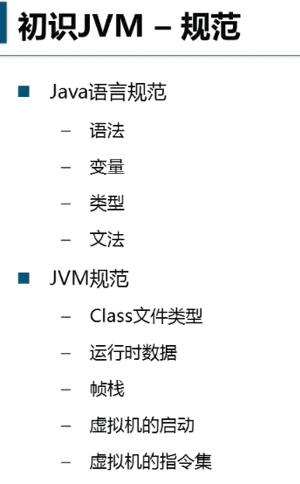 初识JVM – 规范
■ Java语言规范
– 语法
– 变量
– 类型
– 文法
■ JVM规范
– Class文件类型
– 运行时数据
– 帧栈
– 虚拟机的启动
– 虚拟机的指令集